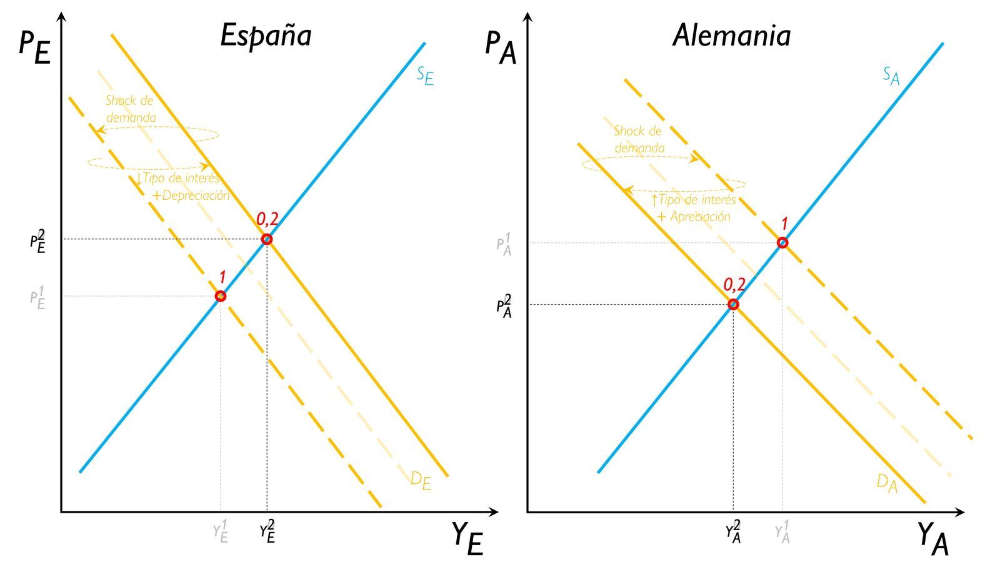 España
P_E
S_E
Shock de
demanda
↓Tipo de interés
+Depreciación
0,2
P_E^2
1
P_E^1
D_E
Y_E^1
Y_E^2
Y_E
Alemania
P_A
S_A
Shock de
demanda
↑Tipo de interés
+ Apreciación
1
P_A^1
0,2
P_A^2
D_A
Y_A^2
Y_A^1
Y_A